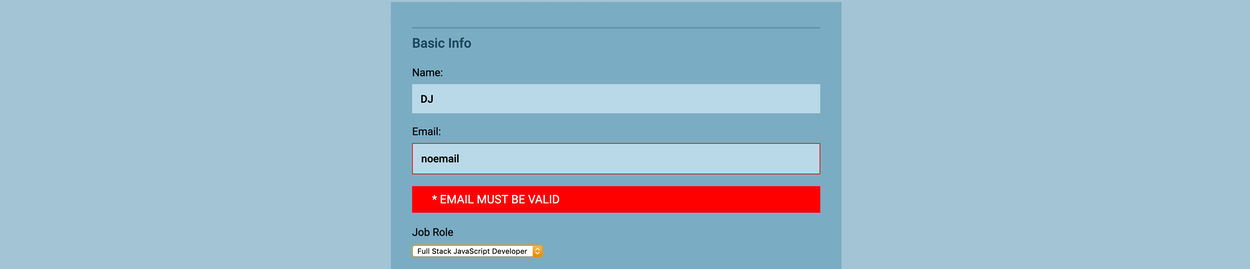 Basic Info
Name:
DJ
Email:
noemail
* EMAIL MUST BE VALID
Job Role
Full Stack JavaScript Developer